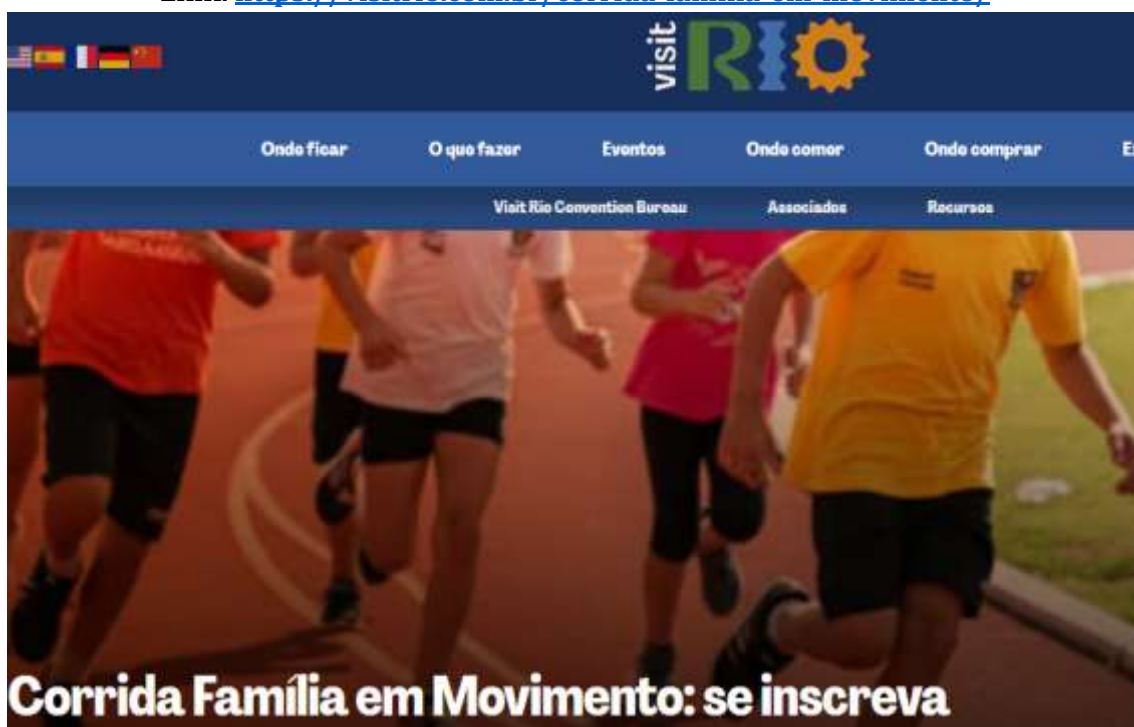 visit RIO
Onde ficar O que fazer Eventos Onde comer Onde comprar
Visit Rio Convention Bureau Associados Recursos
Corrida Família em Movimento: se inscreva